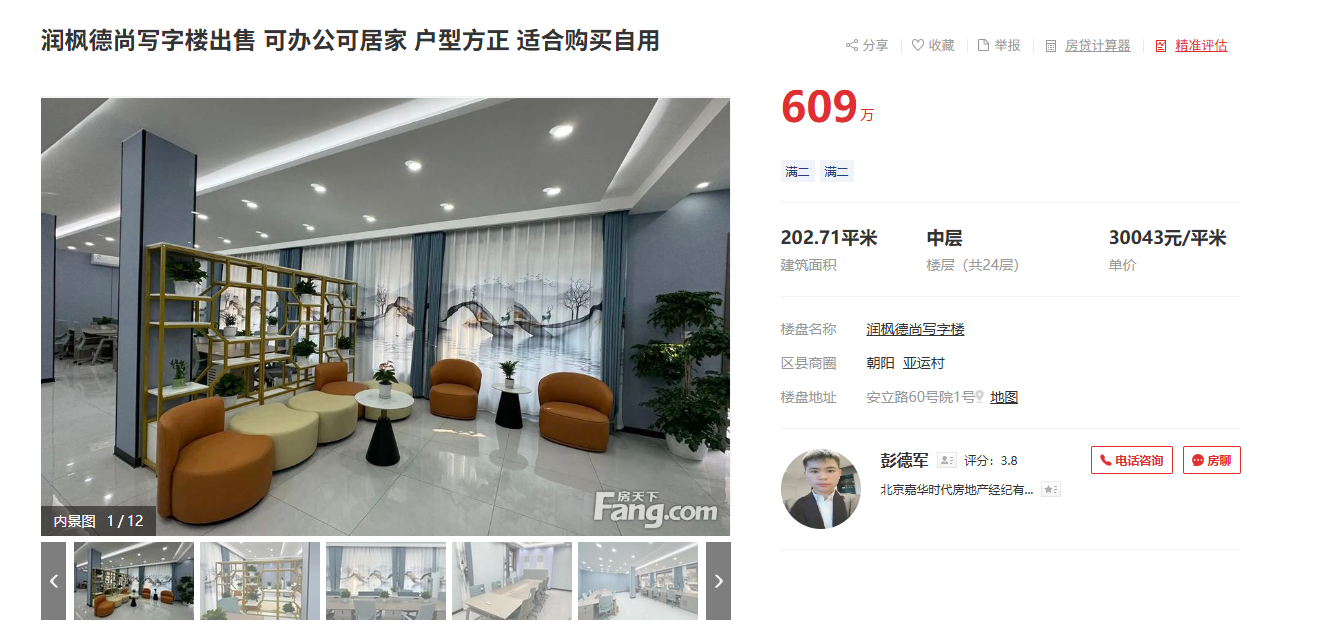 润枫德尚写字楼出售 可办公可居家 户型方正 适合购买自用
分享 收藏 举报 房贷计算器 精准评估
609万
满二 满二
202.71平米 中层 30043元/平米
建筑面积 楼层（共24层） 单价
楼盘名称 润枫德尚写字楼
区县商圈 朝阳 亚运村
楼盘地址 安立路60号院1号 地图
彭德军 评分：3.8
电话咨询 房聊
北京嘉华时代房地产经纪有...
房天下
Fang.com
内景图 1 / 12